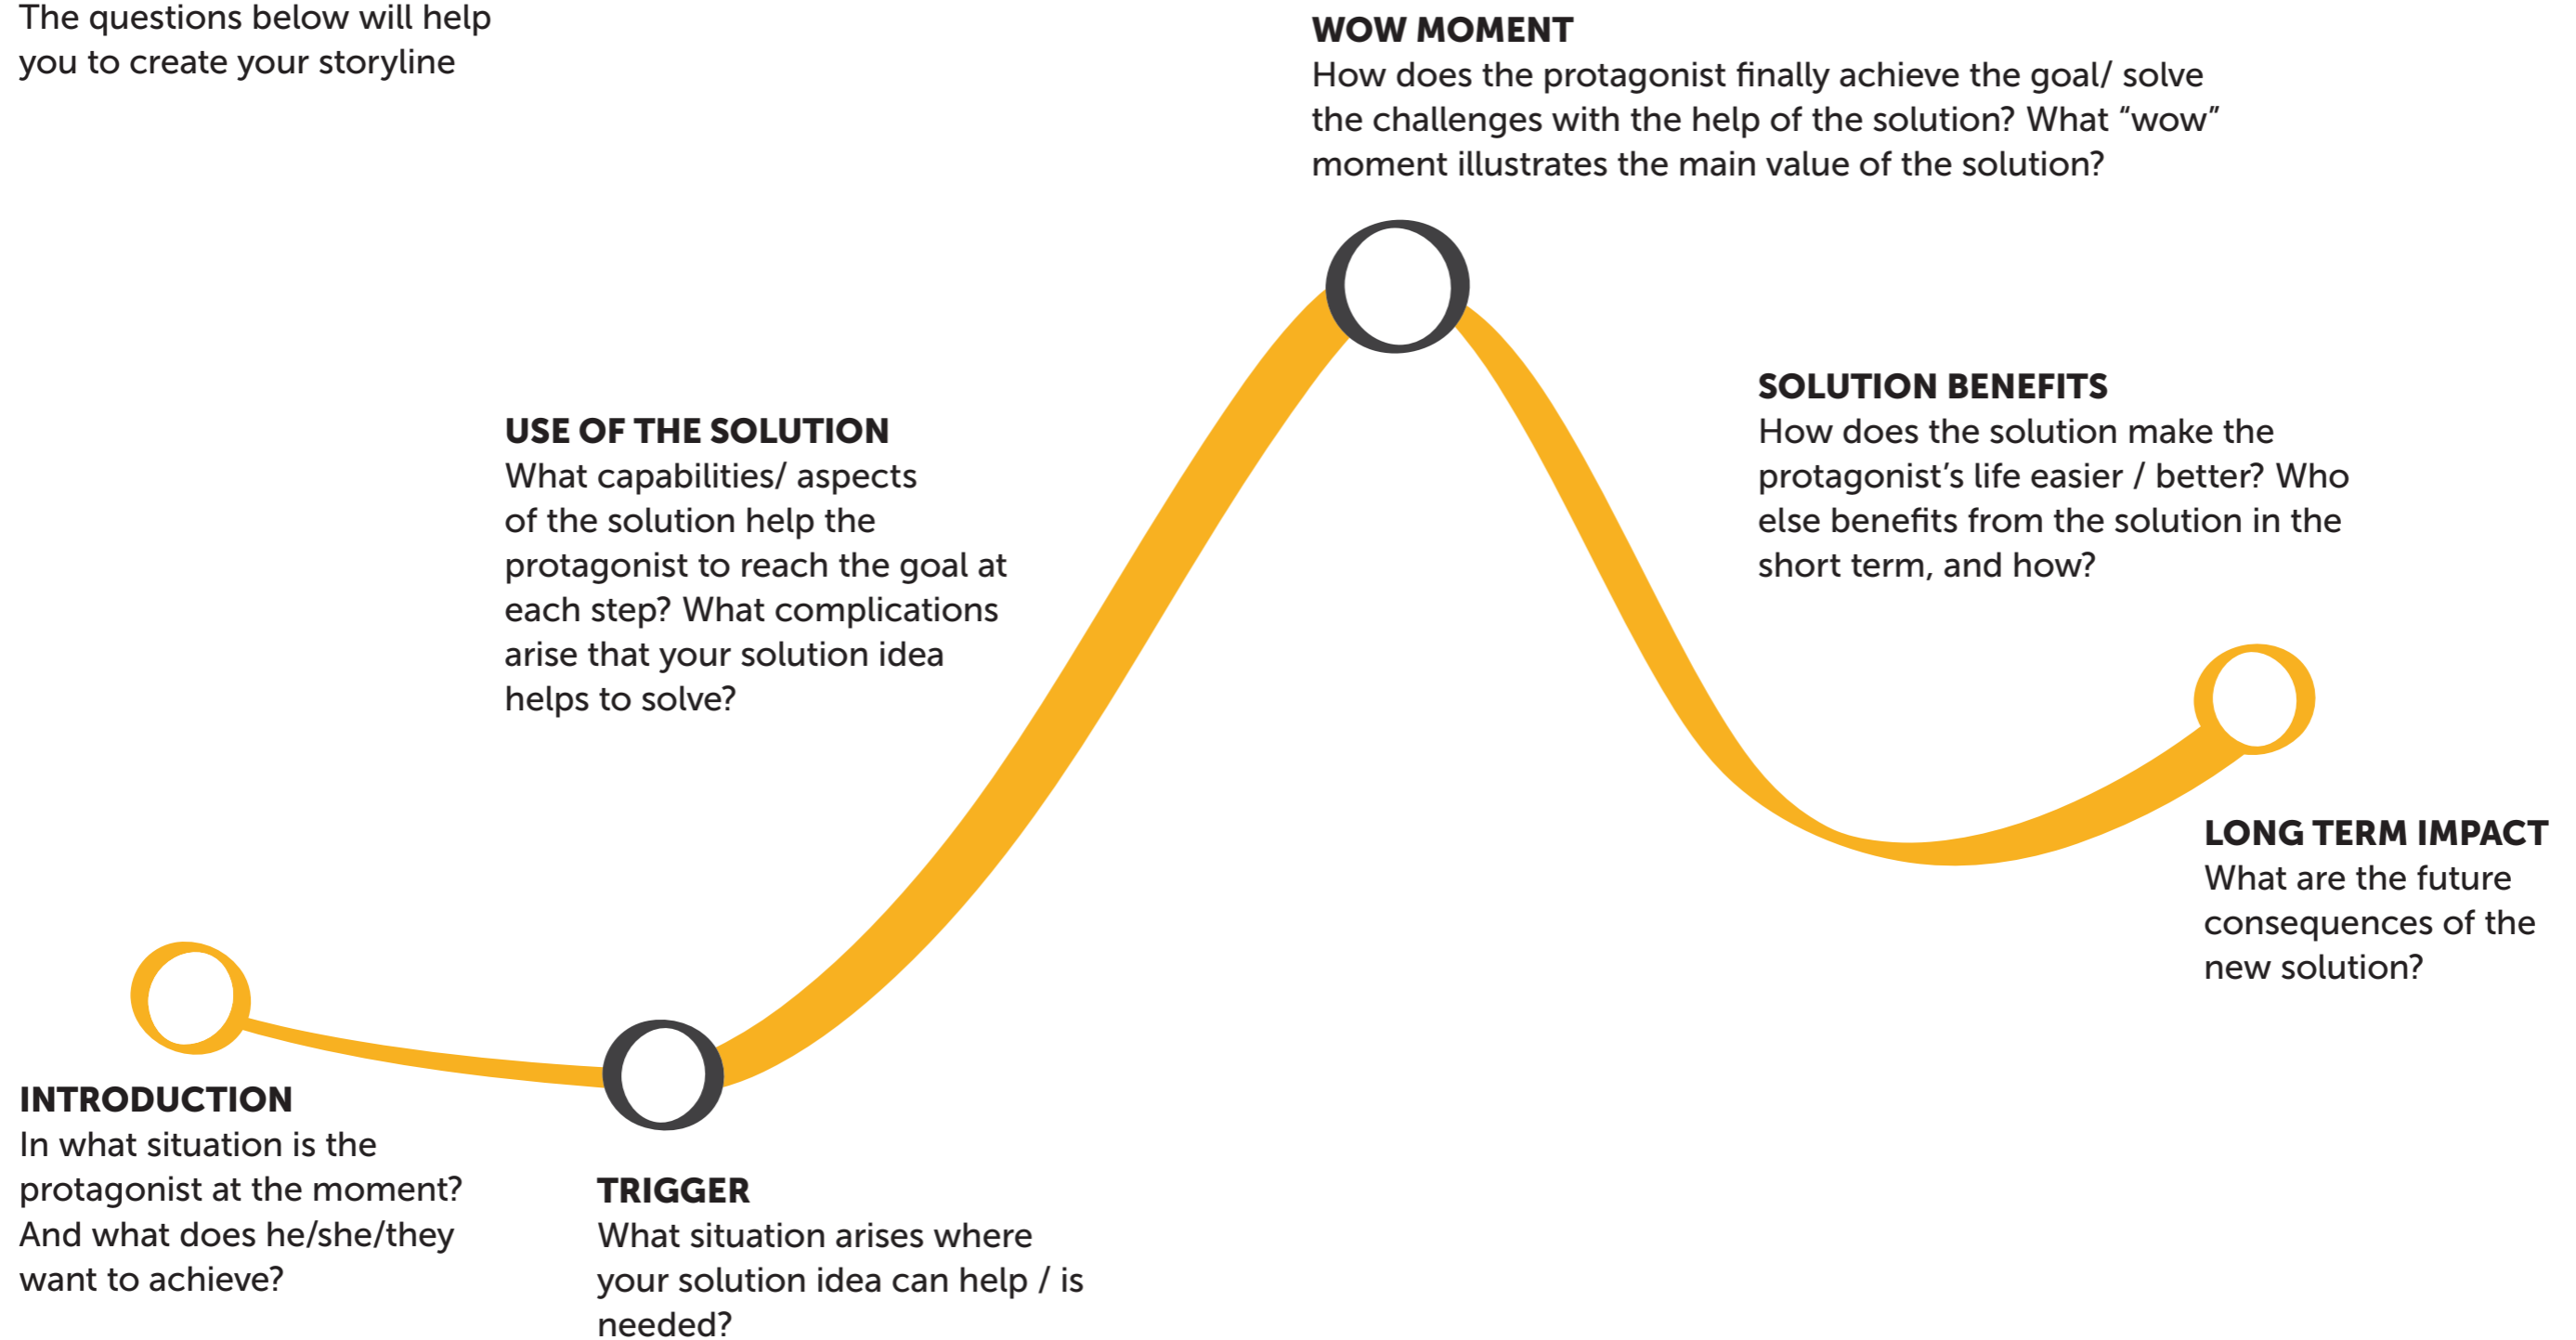 The questions below will help
you to create your storyline
INTRODUCTION
In what situation is the
protagonist at the moment?
And what does he/she/they
want to achieve?
TRIGGER
What situation arises where
your solution idea can help / is
needed?
USE OF THE SOLUTION
What capabilities/ aspects
of the solution help the
protagonist to reach the goal at
each step? What complications
arise that your solution idea
helps to solve?
WOW MOMENT
How does the protagonist finally achieve the goal/ solve
the challenges with the help of the solution? What “wow”
moment illustrates the main value of the solution?
SOLUTION BENEFITS
How does the solution make the
protagonist’s life easier / better? Who
else benefits from the solution in the
short term, and how?
LONG TERM IMPACT
What are the future
consequences of the
new solution?